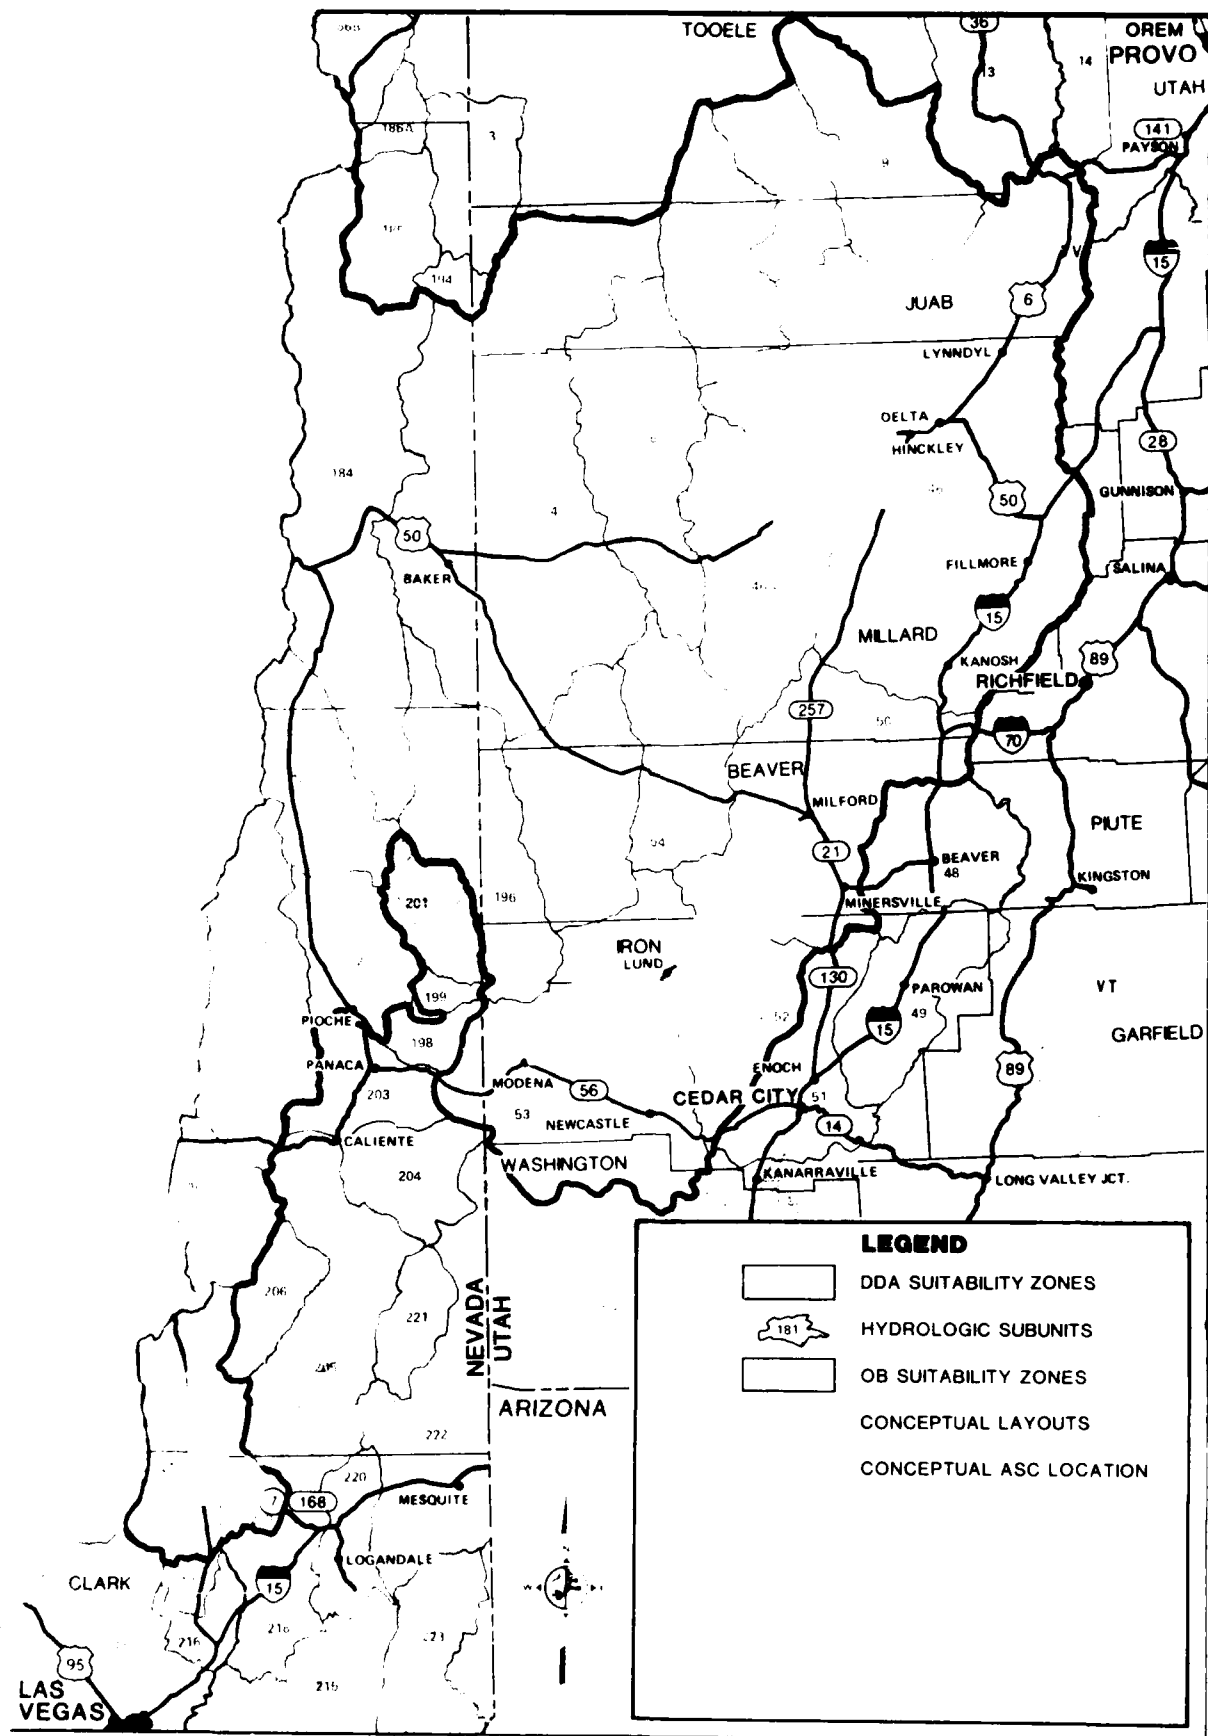 TOOELE
36
OREM
PROVO
14
13
UTAH
141
PAYSON
186A
3
9
194
15
6
JUAB
LYNNDYL
DELTA
HINCKLEY
28
184
50
GUNNISON
4
50
BAKER
FILLMORE
SALINA
15
MILLARD
KANOSH
89
RICHFIELD
257
70
BEAVER
MILFORD
PIUTE
21
BEAVER
48
KINGSTON
201
196
MINERSVILLE
IRON
LUND
130
PAROWAN
49
VT
199
PIOCHE
52
15
GARFIELD
198
PANACA
ENOCH
89
MODENA
56
CEDAR CITY
51
203
53
NEWCASTLE
14
CALIENTE
WASHINGTON
KANARRAVILLE
LONG VALLEY JCT.
204
206
221
NEVADA
UTAH
LEGEND
DDA SUITABILITY ZONES
181
HYDROLOGIC SUBUNITS
OB SUITABILITY ZONES
CONCEPTUAL LAYOUTS
CONCEPTUAL ASC LOCATION
ARIZONA
222
220
7
168
MESQUITE
LOGANDALE
CLARK
15
216
218
95
215
LAS
VEGAS